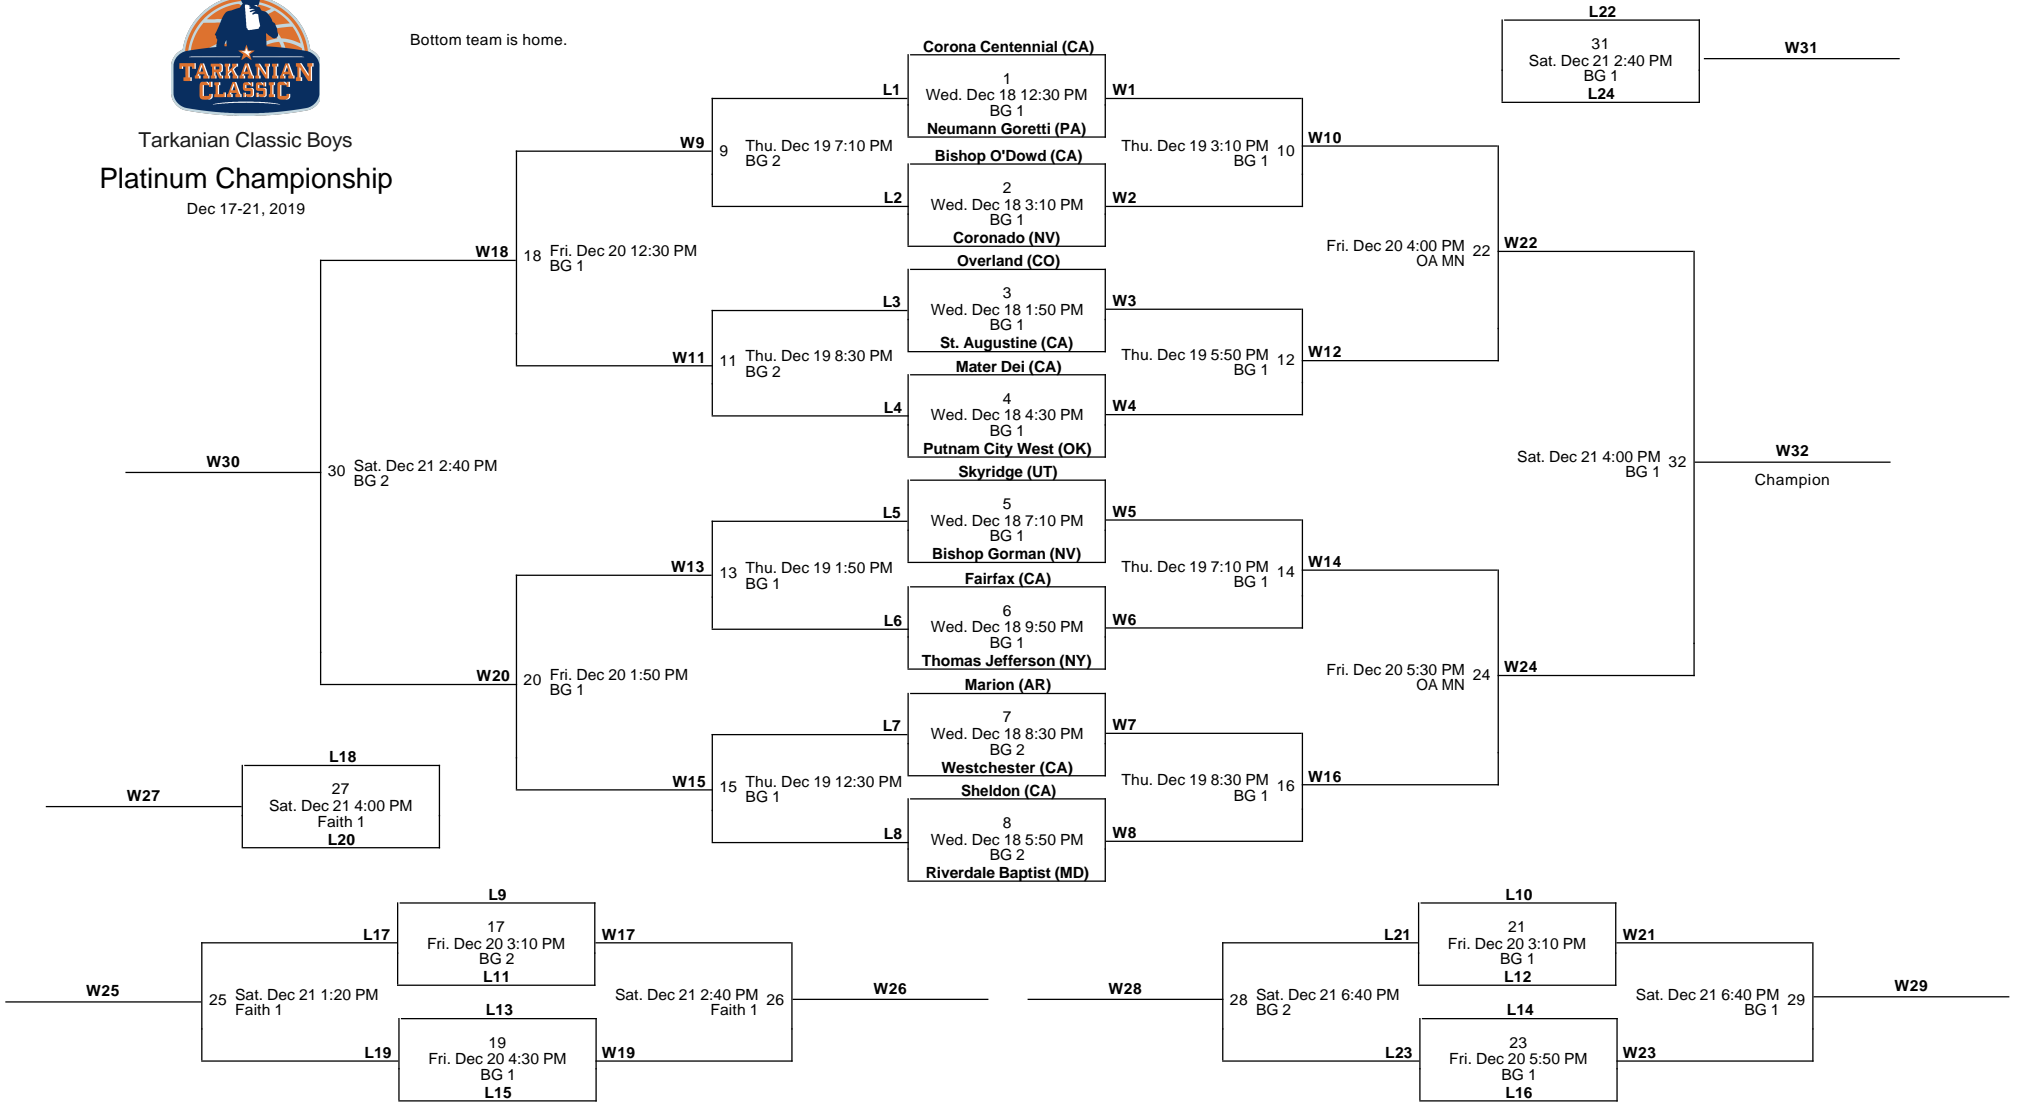 TARKANIAN
CLASSIC
Tarkanian Classic Boys
Platinum Championship
Dec 17-21, 2019
Bottom team is home.
Corona Centennial (CA)
1
Wed. Dec 18 12:30 PM
BG 1
Neumann Goretti (PA)
L1
W1
Bishop O'Dowd (CA)
2
Wed. Dec 18 3:10 PM
BG 1
Coronado (NV)
L2
W2
Overland (CO)
3
Wed. Dec 18 1:50 PM
BG 1
St. Augustine (CA)
L3
W3
Mater Dei (CA)
4
Wed. Dec 18 4:30 PM
BG 1
Putnam City West (OK)
L4
W4
Skyridge (UT)
5
Wed. Dec 18 7:10 PM
BG 1
Bishop Gorman (NV)
L5
W5
Fairfax (CA)
6
Wed. Dec 18 9:50 PM
BG 1
Thomas Jefferson (NY)
L6
W6
Marion (AR)
7
Wed. Dec 18 8:30 PM
BG 2
Westchester (CA)
L7
W7
Sheldon (CA)
8
Wed. Dec 18 5:50 PM
BG 2
Riverdale Baptist (MD)
L8
W8
W9
9 Thu. Dec 19 7:10 PM
BG 2
W11
11 Thu. Dec 19 8:30 PM
BG 2
W13
13 Thu. Dec 19 1:50 PM
BG 1
W15
15 Thu. Dec 19 12:30 PM
BG 1
W18
18 Fri. Dec 20 12:30 PM
BG 1
W20
20 Fri. Dec 20 1:50 PM
BG 1
W30
30 Sat. Dec 21 2:40 PM
BG 2
Thu. Dec 19 3:10 PM 10
BG 1
W10
Thu. Dec 19 5:50 PM 12
BG 1
W12
Thu. Dec 19 7:10 PM 14
BG 1
W14
Thu. Dec 19 8:30 PM 16
BG 1
W16
Fri. Dec 20 4:00 PM 22
OA MN
W22
Fri. Dec 20 5:30 PM 24
OA MN
W24
Sat. Dec 21 4:00 PM 32
BG 1
W32
Champion
L22
31
Sat. Dec 21 2:40 PM
BG 1
L24
W31
L18
27
Sat. Dec 21 4:00 PM
Faith 1
L20
W27
L9
17
Fri. Dec 20 3:10 PM
BG 2
L11
L17
W17
L13
19
Fri. Dec 20 4:30 PM
BG 1
L15
L19
W19
W25
25 Sat. Dec 21 1:20 PM
Faith 1
Sat. Dec 21 2:40 PM 26
Faith 1
W26
L10
21
Fri. Dec 20 3:10 PM
BG 1
L12
L21
W21
L14
23
Fri. Dec 20 5:50 PM
BG 1
L16
L23
W23
W28
28 Sat. Dec 21 6:40 PM
BG 2
Sat. Dec 21 6:40 PM 29
BG 1
W29